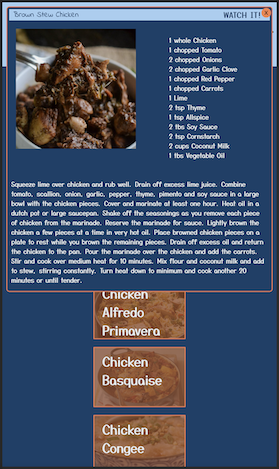 Brown Stew Chicken
WATCH IT!
X
1 whole Chicken
1 chopped Tomato
2 chopped Onions
2 chopped Garlic Clove
1 chopped Red Pepper
1 chopped Carrots
1 Lime
2 tsp Thyme
1 tsp Allspice
2 tbs Soy Sauce
2 tsp Cornstarch
2 cups Coconut Milk
1 tbs Vegetable Oil
Squeeze lime over chicken and rub well. Drain off excess lime juice. Combine
tomato, scallion, onion, garlic, pepper, thyme, pimento and soy sauce in a large
bowl with the chicken pieces. Cover and marinate at least one hour. Heat oil in a
dutch pot or large saucepan. Shake off the seasonings as you remove each piece
of chicken from the marinade. Reserve the marinade for sauce. Lightly brown the
chicken a few pieces at a time in very hot oil. Place browned chicken pieces on a
plate to rest while you brown the remaining pieces. Drain off excess oil and return
the chicken to the pan. Pour the marinade over the chicken and add the carrots.
Stir and cook over medium heat for 10 minutes. Mix flour and coconut milk and add
to stew, stirring constantly. Turn heat down to minimum and cook another 20
minutes or until tender.
Chicken
Alfredo
Primavera
Chicken
Basquaise
Chicken
Congee